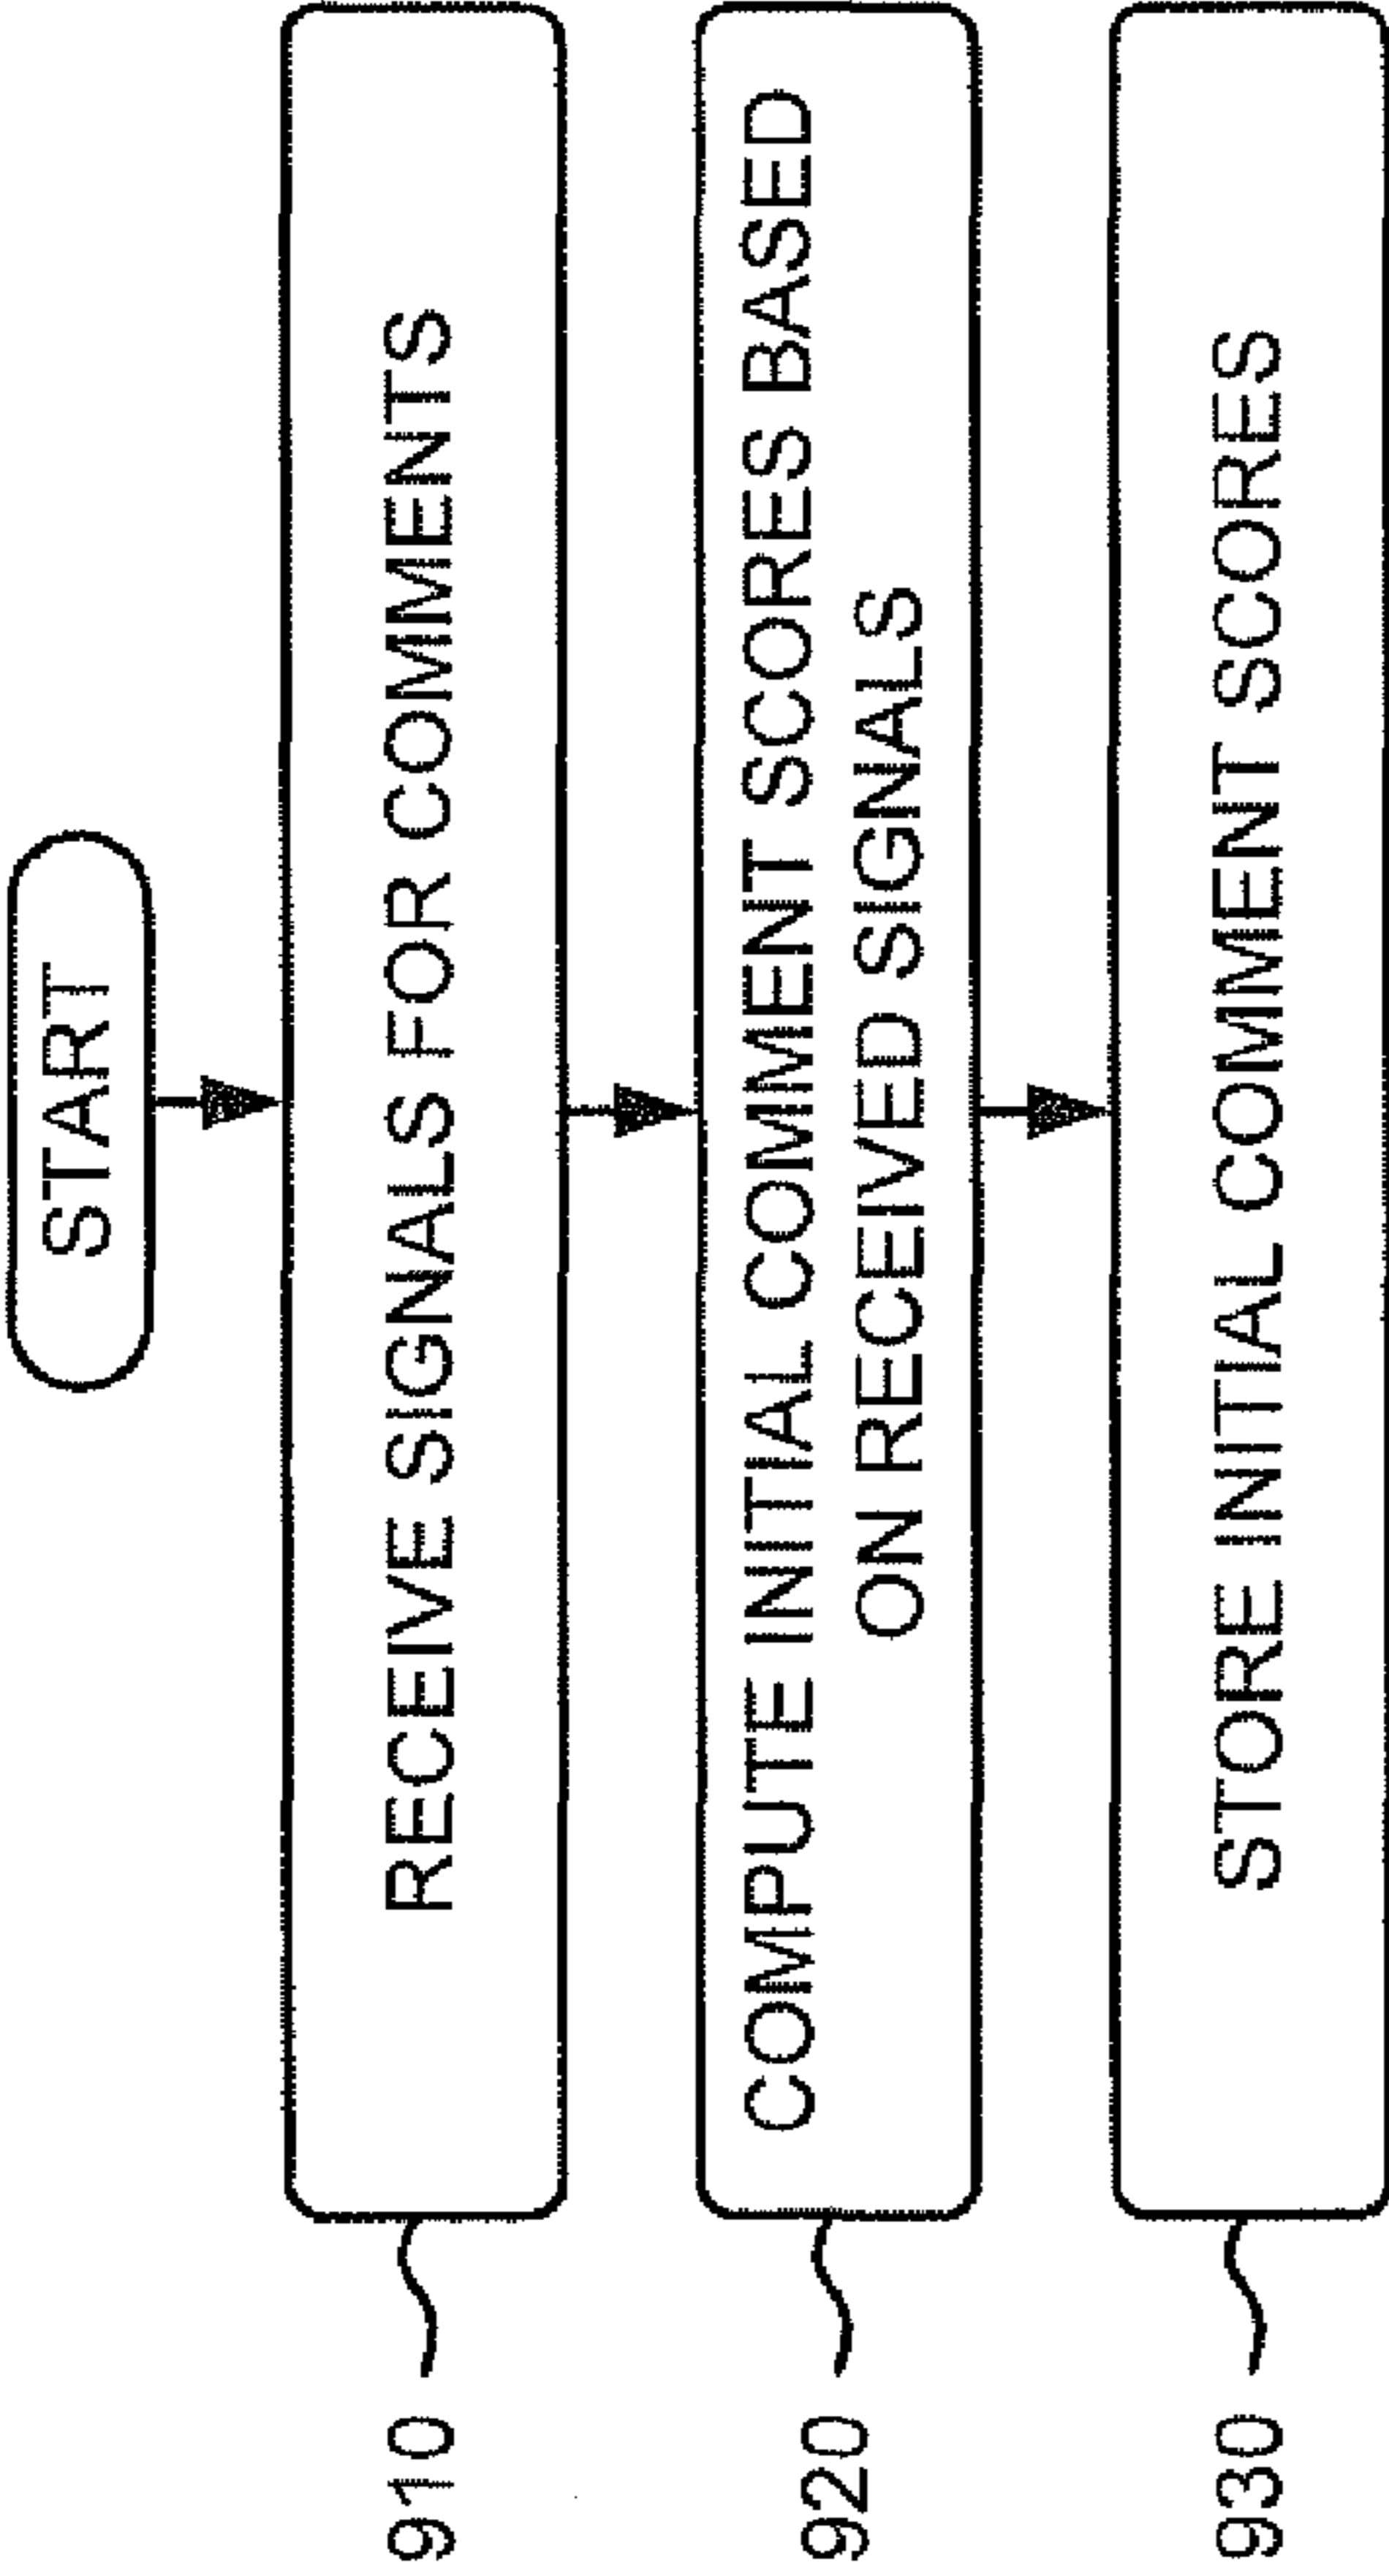 START
910
RECEIVE SIGNALS FOR COMMENTS
920
COMPUTE INITIAL COMMENT SCORES BASED
ON RECEIVED SIGNALS
930
STORE INITIAL COMMENT SCORES